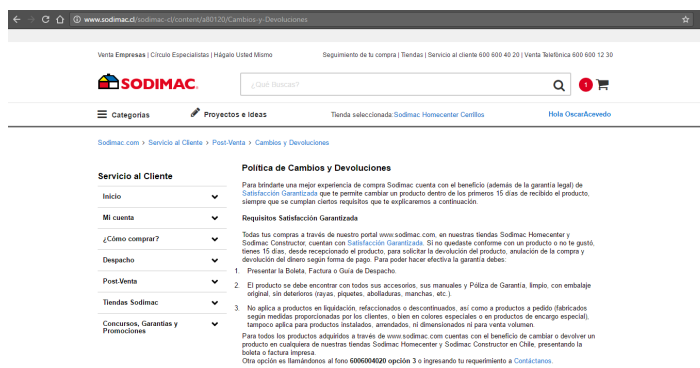 www.sodimac.cl/sodimac-cl/content/a80120/Cambios-y-Devoluciones
Venta Empresas | Círculo Especialistas | Hágalo Usted Mismo
Seguimiento de tu compra | Tiendas | Servicio al cliente 600 600 40 20 | Venta Telefónica 600 600 12 30
SODIMAC.
¿Qué buscas?
1
Categorías
Proyectos e Ideas
Tienda seleccionada:Sodimac Homecenter Cerrillos
Hola OscarAcevedo
Sodimac.com > Servicio al Cliente > Post-Venta > Cambios y Devoluciones
Servicio al Cliente
Inicio
Mi cuenta
¿Cómo comprar?
Despacho
Post-Venta
Tiendas Sodimac
Concursos, Garantías y
Promociones
Política de Cambios y Devoluciones
Para brindarte una mejor experiencia de compra Sodimac cuenta con el beneficio (además de la garantía legal) de
Satisfacción Garantizada que te permite cambiar un producto dentro de los primeros 15 días de recibido el producto,
siempre que se cumplan ciertos requisitos que te explicaremos a continuación.
Requisitos Satisfacción Garantizada
Todas tus compras a través de nuestro portal www.sodimac.com, en nuestras tiendas Sodimac Homecenter y
Sodimac Constructor, cuentan con Satisfacción Garantizada. Si no quedaste conforme con un producto o no te gustó,
tienes 15 días, desde recepcionado el producto, para solicitar la devolución del producto, anulación de la compra y
devolución del dinero según forma de pago. Para poder hacer efectiva la garantía debes:
1. Presentar la Boleta, Factura o Guía de Despacho.
2. El producto se debe encontrar con todos sus accesorios, sus manuales y Póliza de Garantía, limpio, con embalaje
original, sin deterioros (rayas, piquetes, abolladuras, manchas, etc.).
3. No aplica a productos en liquidación, refaccionados o descontinuados, así como a productos a pedido (fabricados
según medidas proporcionadas por los clientes, o bien en colores especiales o en productos de encargo especial),
tampoco aplica para productos instalados, arrendados, ni dimensionados ni para venta volumen.
Para todos los productos adquiridos a través de www.sodimac.com cuentas con el beneficio de cambiar o devolver un
producto en cualquiera de nuestras tiendas Sodimac Homecenter y Sodimac Constructor en Chile, presentando la
boleta o factura impresa.
Otra opción es llamándonos al fono 6006004020 opción 3 o ingresando tu requerimiento a Contáctanos.